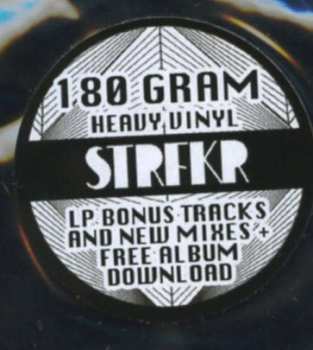 180 GRAM
HEAVY VINYL
STRFKR
LP BONUS TRACKS
AND NEW MIXES +
FREE ALBUM
DOWNLOAD